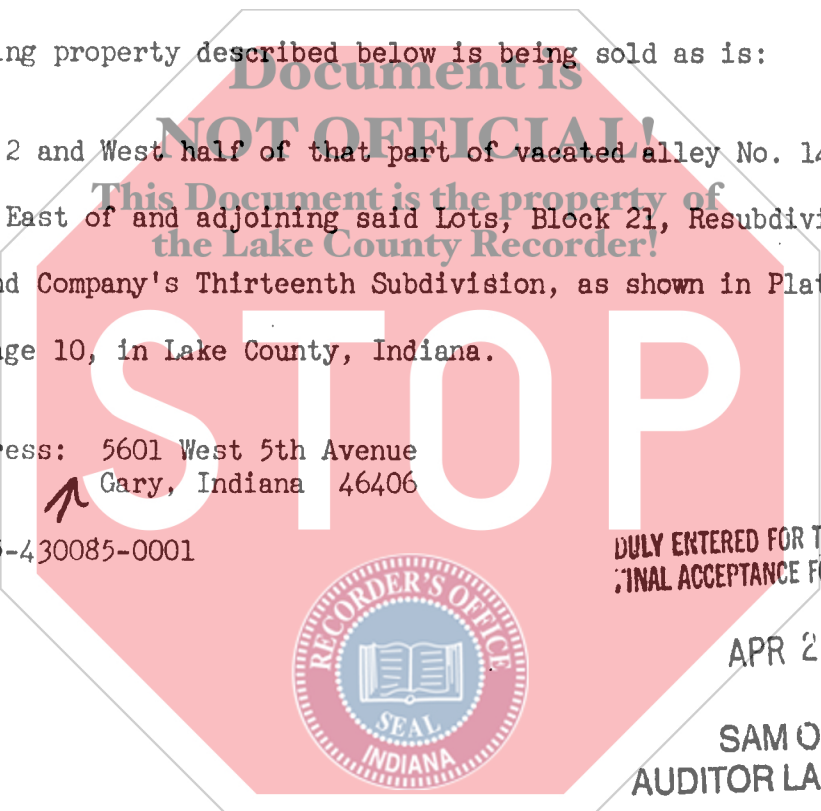 ing property described below is being sold as is:
Document is
NOT OFFICIAL!
2 and West half of that part of vacated alley No. 14
This Document is the property of
East of and adjoining said Lots, Block 21, Resubdivi
the Lake County Recorder!
nd Company's Thirteenth Subdivision, as shown in Plat
age 10, in Lake County, Indiana.
STOP
ress: 5601 West 5th Avenue
Gary, Indiana 46406
-430085-0001
DULY ENTERED FOR T
FINAL ACCEPTANCE FO
RECORDER'S OFFICE
SEAL
INDIANA
APR 2
SAM O
AUDITOR LA